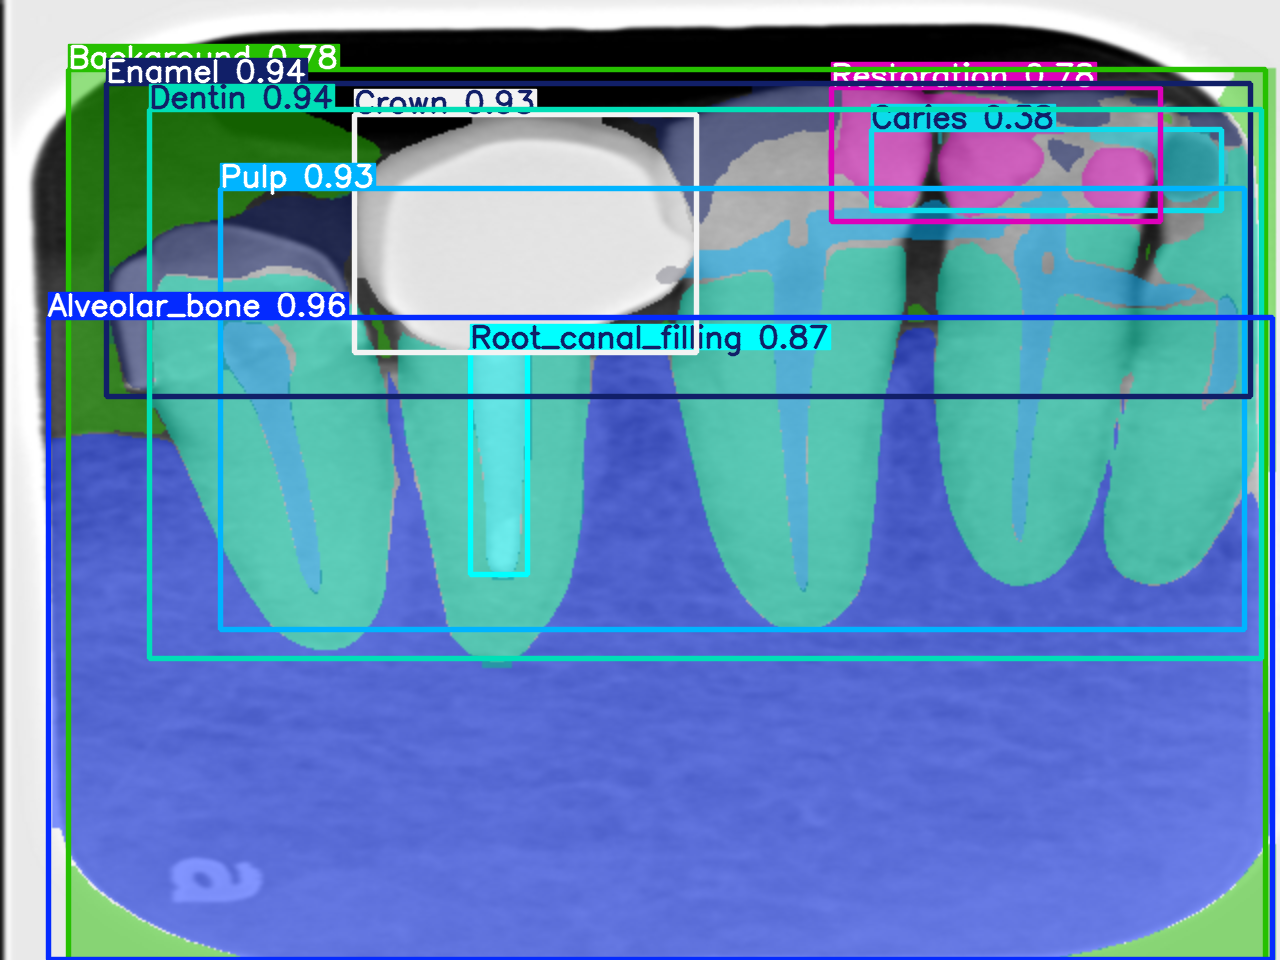 Background 0.78
Enamel 0.94
Restoration 0.78
Dentin 0.94
Crown 0.93
Caries 0.38
Pulp 0.93
Alveolar_bone 0.96
Root_canal_filling 0.87
a